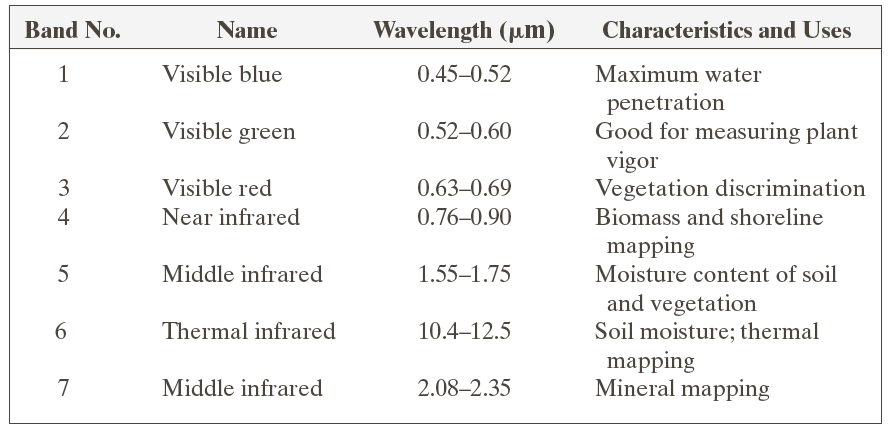 Band No. Name Wavelength (μm) Characteristics and Uses
1 Visible blue 0.45–0.52 Maximum water
penetration
2 Visible green 0.52–0.60 Good for measuring plant
vigor
3 Visible red 0.63–0.69 Vegetation discrimination
4 Near infrared 0.76–0.90 Biomass and shoreline
mapping
5 Middle infrared 1.55–1.75 Moisture content of soil
and vegetation
6 Thermal infrared 10.4–12.5 Soil moisture; thermal
mapping
7 Middle infrared 2.08–2.35 Mineral mapping